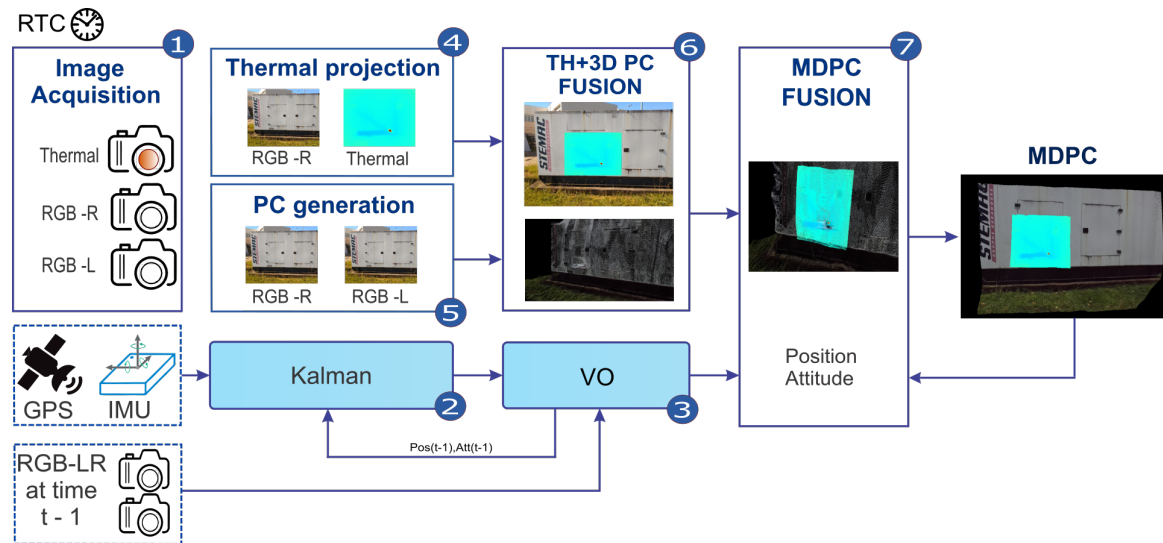 RTC
1
Image
Acquisition
Thermal
RGB -R
RGB -L
4
Thermal projection
RGB -R
Thermal
PC generation
RGB -R
RGB -L
5
6
TH+3D PC
FUSION
STEMAC
7
MDPC
FUSION
Position
Attitude
MDPC
STEMAC
GPS
IMU
Kalman
2
VO
3
Pos(t-1),Att(t-1)
RGB-LR
at time
t - 1